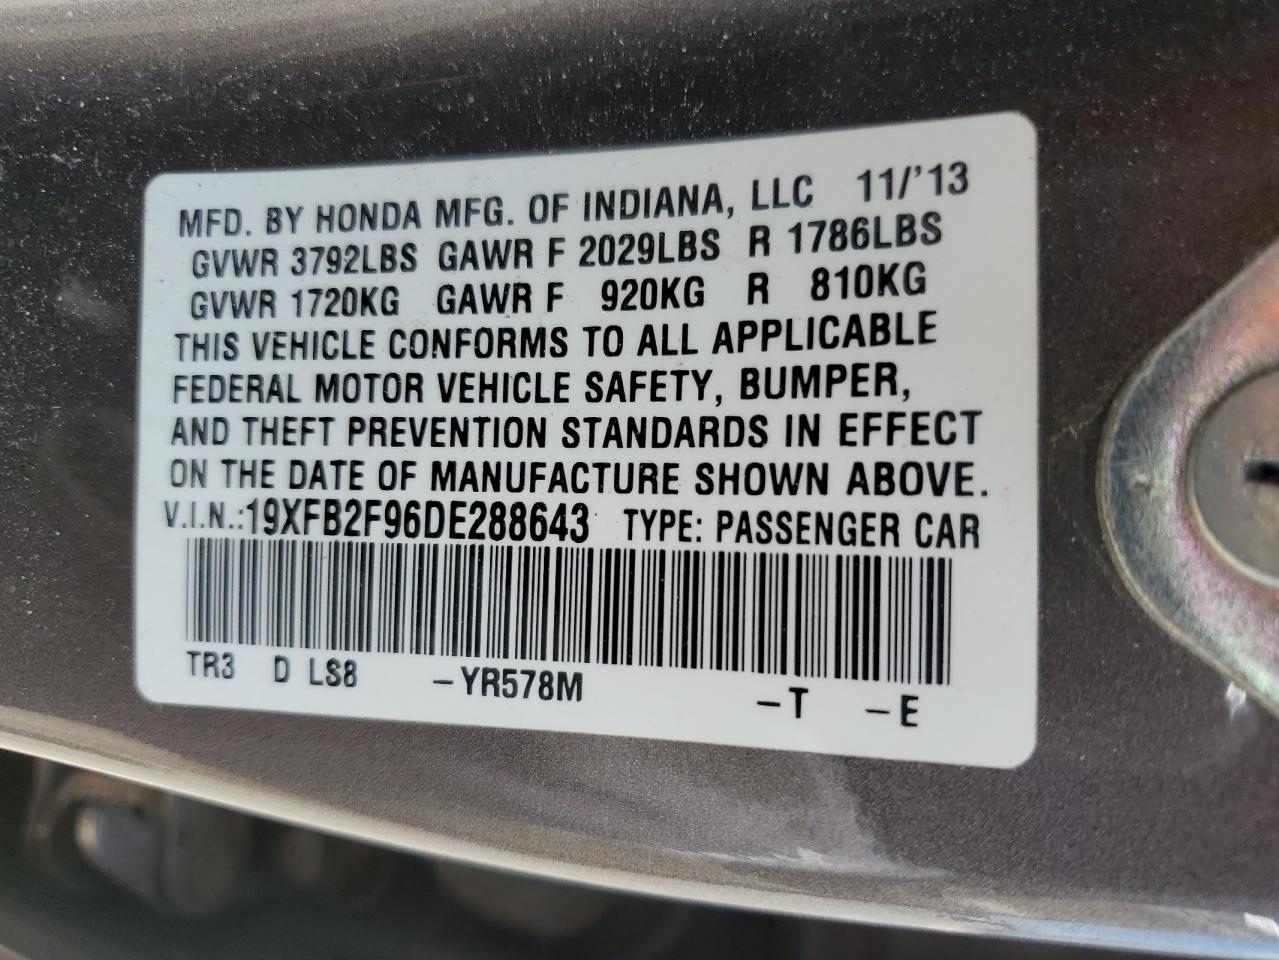 MFD. BY HONDA MFG. OF INDIANA, LLC 11/'13
GVWR 3792LBS GAWR F 2029LBS R 1786LBS
GVWR 1720KG GAWR F 920KG R 810KG
THIS VEHICLE CONFORMS TO ALL APPLICABLE
FEDERAL MOTOR VEHICLE SAFETY, BUMPER,
AND THEFT PREVENTION STANDARDS IN EFFECT
ON THE DATE OF MANUFACTURE SHOWN ABOVE.
V.I.N.:19XFB2F96DE288643 TYPE: PASSENGER CAR
TR3 D LS8 -YR578M -T -E